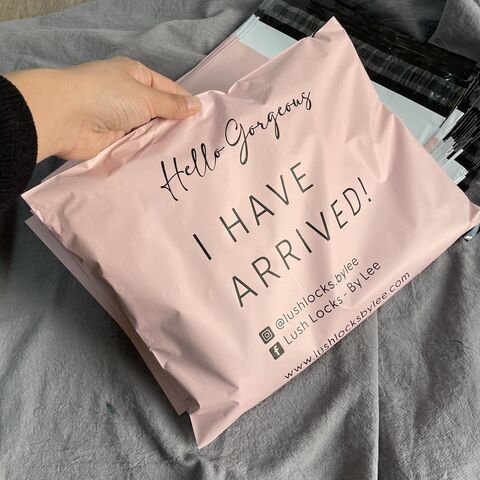 Hello Gorgeous
I HAVE
ARRIVED!
@lushlocks.bylee
Lush Locks - By Lee
www.lushlocksbylee.com